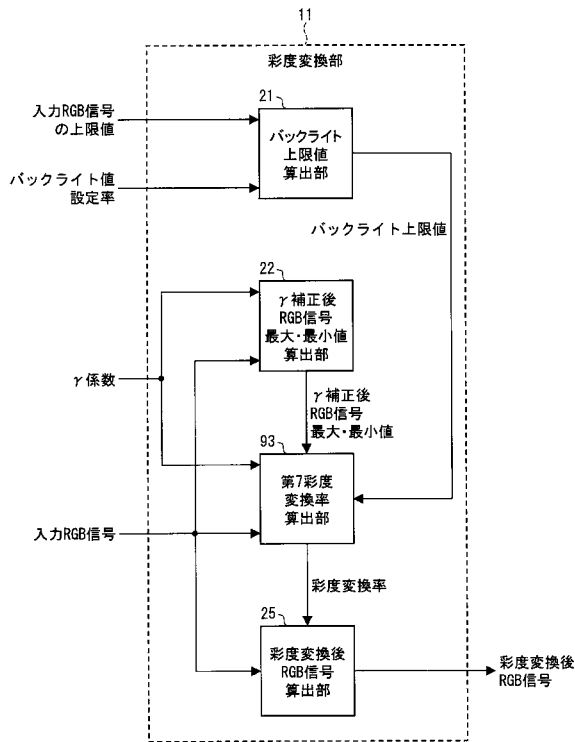 11
彩度変換部
21
入力RGB信号
の上限値
バックライト
上限値
算出部
バックライト値
設定率
バックライト上限値
22
γ補正後
RGB信号
最大・最小値
算出部
γ係数
γ補正後
RGB信号
最大・最小値
93
第7彩度
変換率
算出部
入力RGB信号
彩度変換率
25
彩度変換後
RGB信号
算出部
彩度変換後
RGB信号